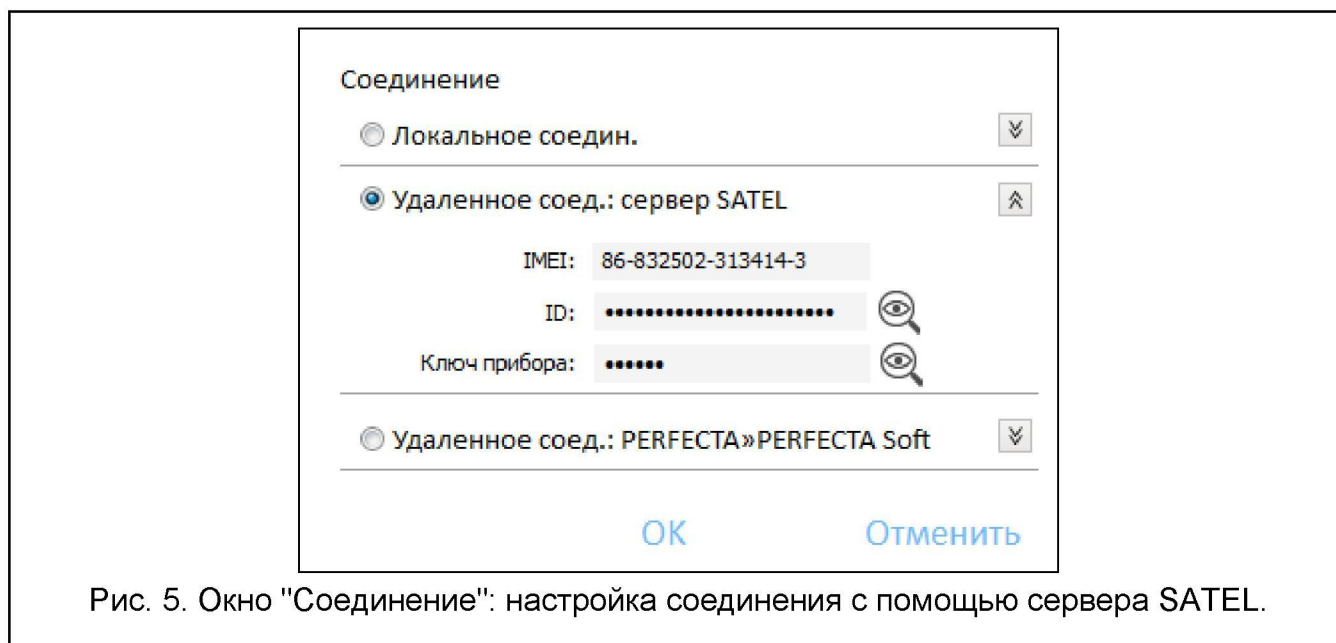 Соединение
Локальное соедин.
Удаленное соед.: сервер SATEL
IMEI: 86-832502-313414-3
ID: •••••••••••••••••••••••
Ключ прибора: ••••••
Удаленное соед.: PERFECTA»PERFECTA Soft
OK Отменить
Рис. 5. Окно "Соединение": настройка соединения с помощью сервера SATEL.